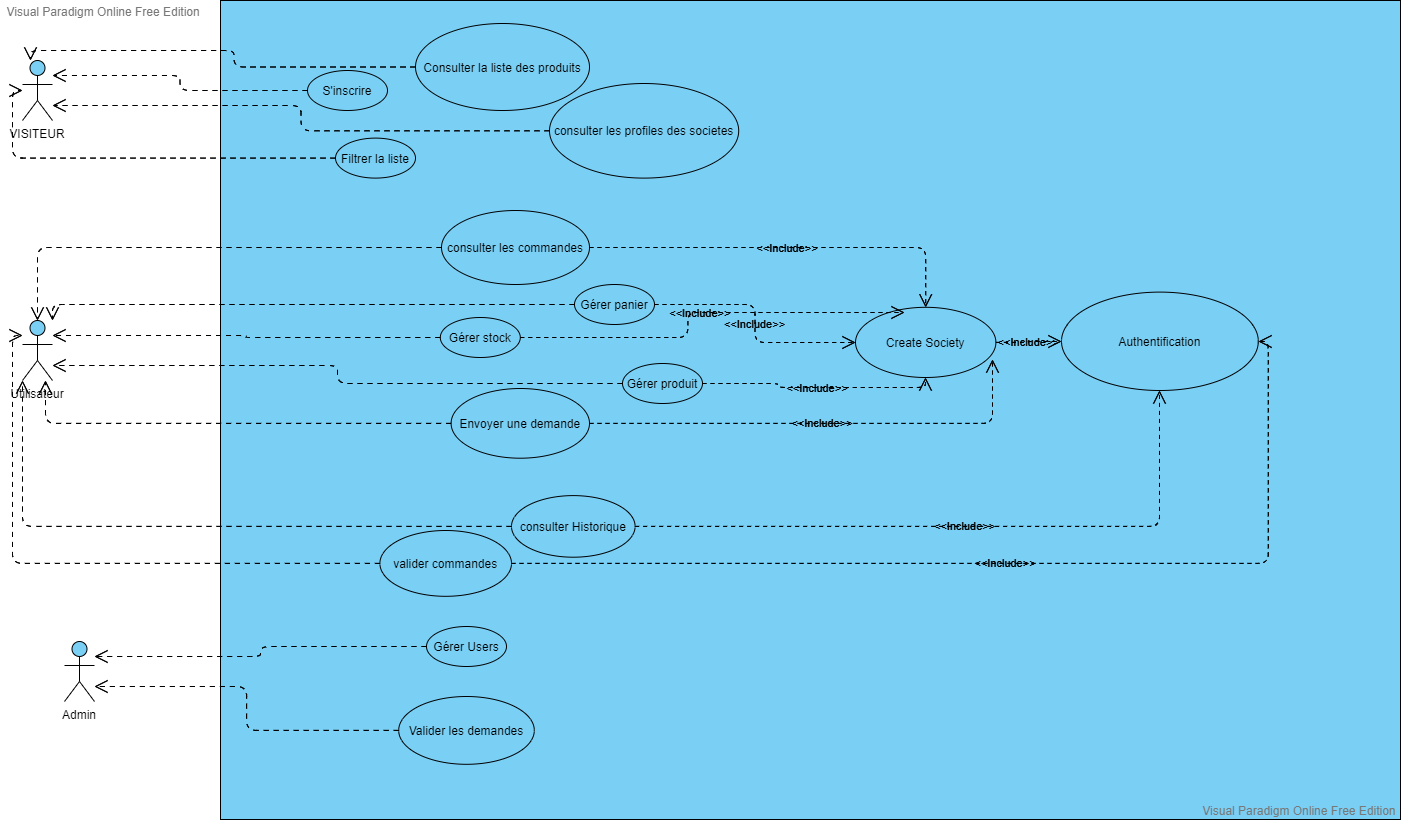 Visual Paradigm Online Free Edition
Consulter la liste des produits
S'inscrire
consulter les profiles des societes
VISITEUR
Filtrer la liste
consulter les commandes
<<Include>>
Gérer panier
<<Include>>
<<Include>>
Gérer stock
Create Society
<<Include>>
Authentification
Gérer produit
<<Include>>
Utilisateur
Envoyer une demande
<<Include>>
consulter Historique
<<Include>>
valider commandes
<<Include>>
Gérer Users
Admin
Valider les demandes
Visual Paradigm Online Free Edition